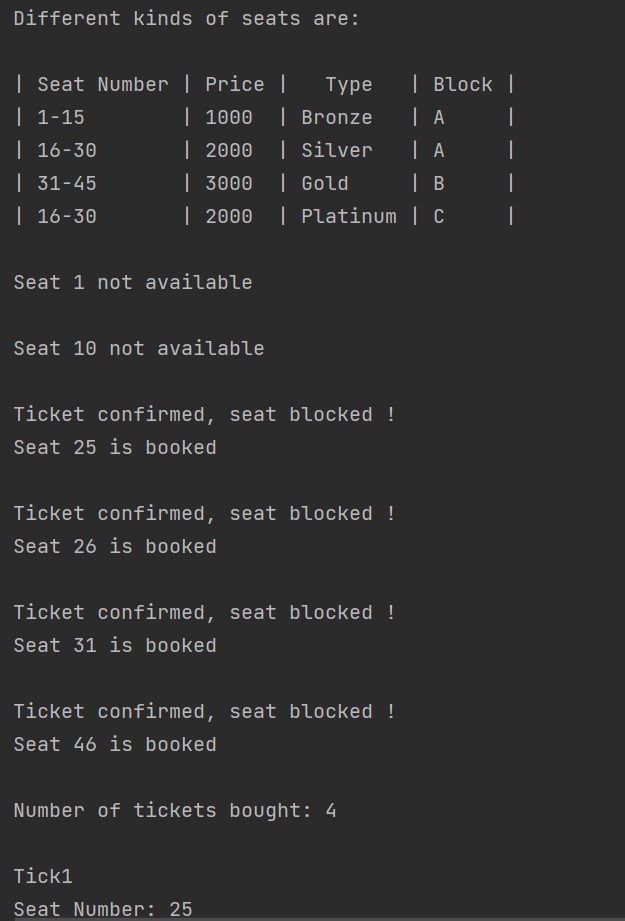 Different kinds of seats are:
| Seat Number | Price |   Type   | Block |
| 1-15        | 1000  | Bronze   | A     |
| 16-30       | 2000  | Silver   | A     |
| 31-45       | 3000  | Gold     | B     |
| 16-30       | 2000  | Platinum | C     |
Seat 1 not available
Seat 10 not available
Ticket confirmed, seat blocked !
Seat 25 is booked
Ticket confirmed, seat blocked !
Seat 26 is booked
Ticket confirmed, seat blocked !
Seat 31 is booked
Ticket confirmed, seat blocked !
Seat 46 is booked
Number of tickets bought: 4
Tick1
Seat Number: 25